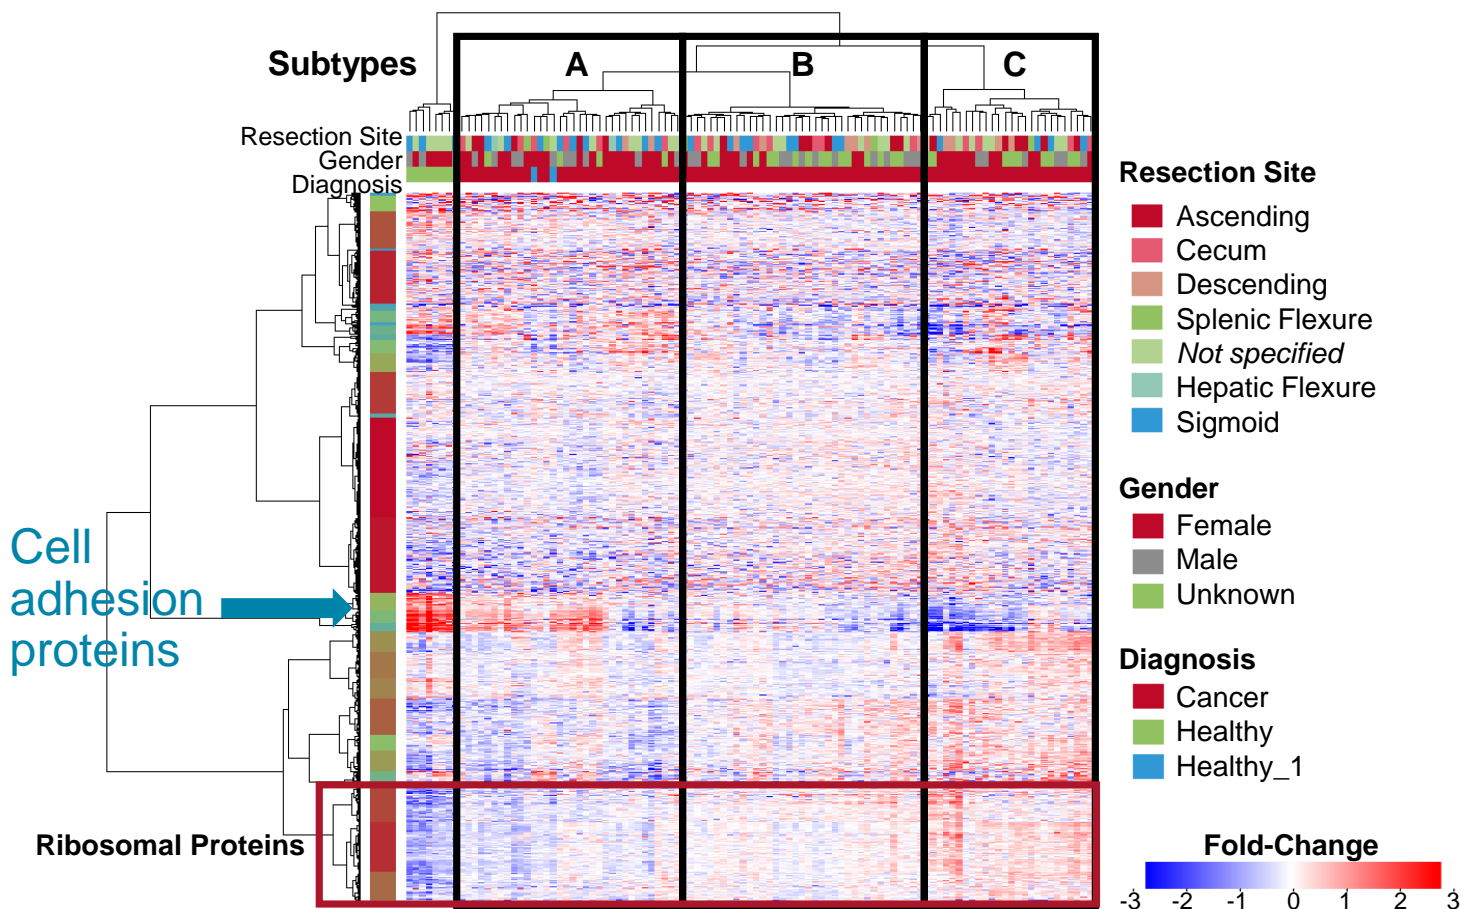 Subtypes
A
B
C
Resection Site
Gender
Diagnosis
Cell
adhesion
proteins
Ribosomal Proteins
Resection Site
Ascending
Cecum
Descending
Splenic Flexure
Not specified
Hepatic Flexure
Sigmoid
Gender
Female
Male
Unknown
Diagnosis
Cancer
Healthy
Healthy_1
Fold-Change
-3 -2 -1 0 1 2 3